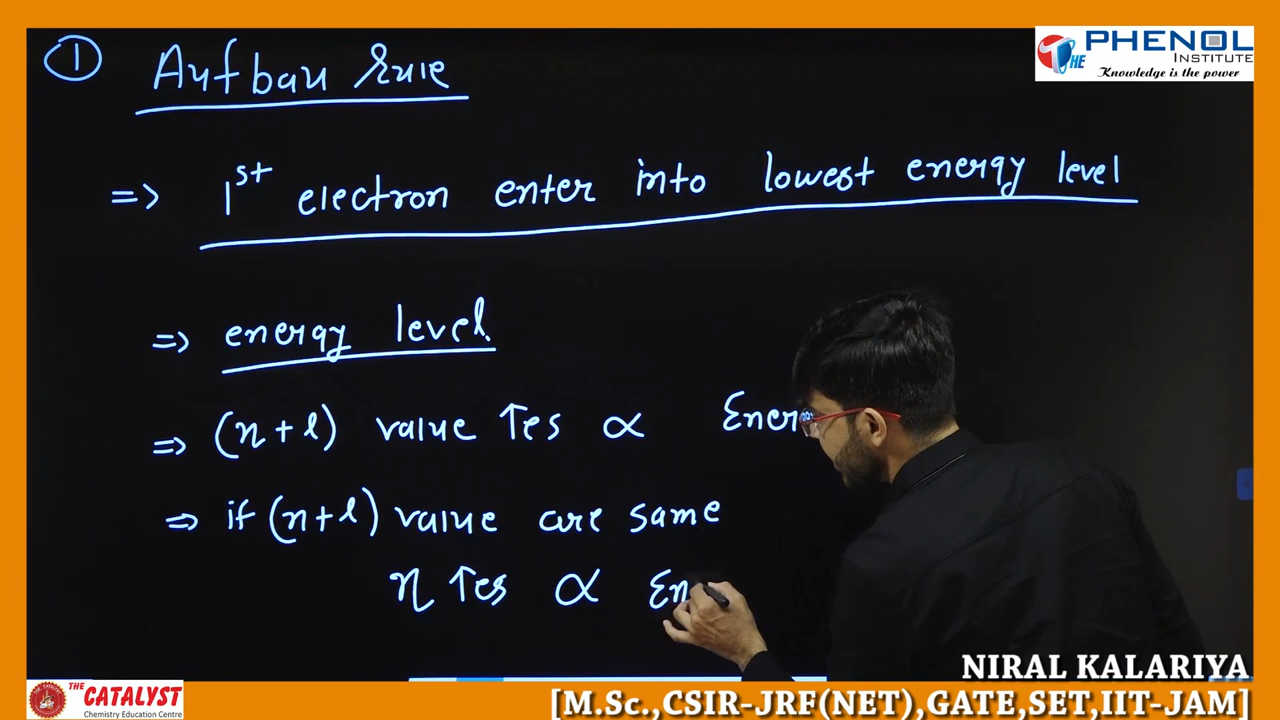 ① Aufbau rule
PHENOL
THE
INSTITUTE
Knowledge is the power
=> 1st electron enter into lowest energy level
=> energy level
=> (n+l) value ↑es ∝ Ener
=> if (n+l) value are same
n ↑es ∝ En
NIRAL KALARIYA
THE CATALYST
Chemistry Education Centre
[M.Sc.,CSIR-JRF(NET),GATE,SET,IIT-JAM]